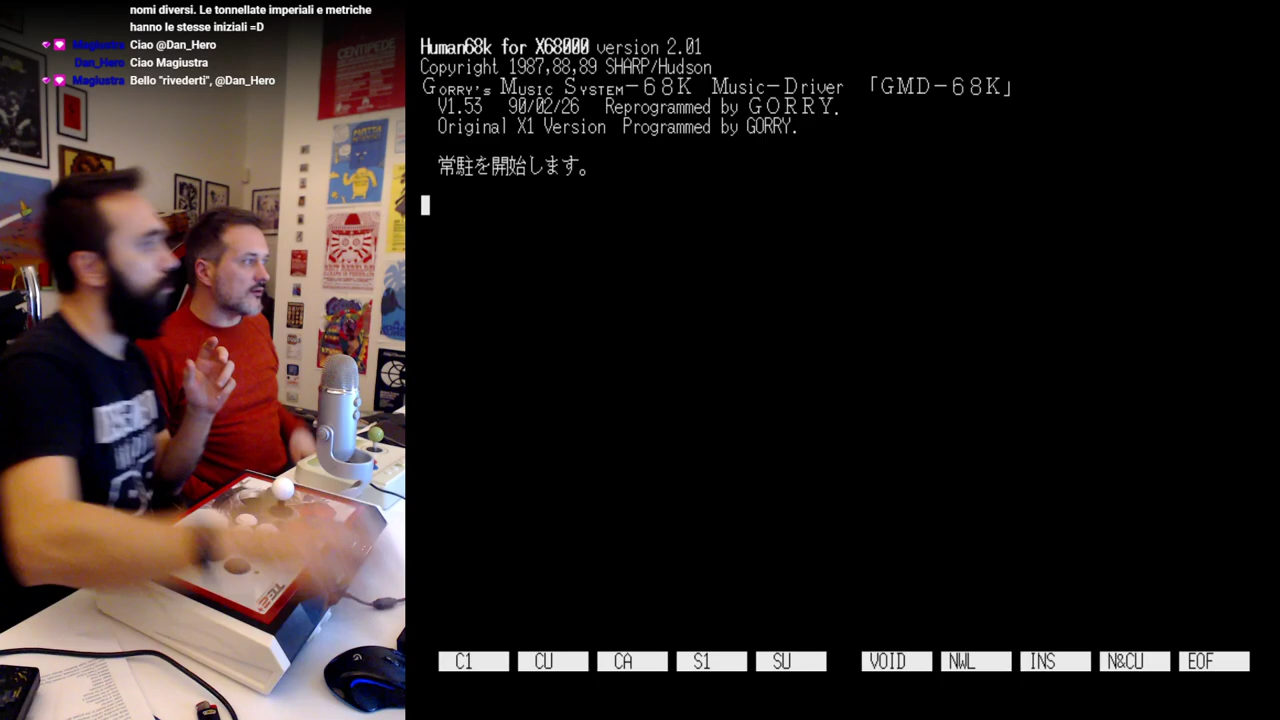 nomi diversi. Le tonnellate imperiali e metriche
hanno le stesse iniziali =D
Magiustra Ciao @Dan_Hero
Dan_Hero Ciao Magiustra
Magiustra Bello "rivederti", @Dan_Hero
CENTIPEDE
TE2
Human68k for X68000 version 2.01
Copyright 1987,88,89 SHARP/Hudson
GORRY's MUSIC SYSTEM-68K Music-Driver 「GMD-68K」
V1.53 90/02/26 Reprogrammed by GORRY.
Original X1 Version Programmed by GORRY.
常駐を開始します。
C1 CU CA S1 SU VOID NWL INS N&CU EOF